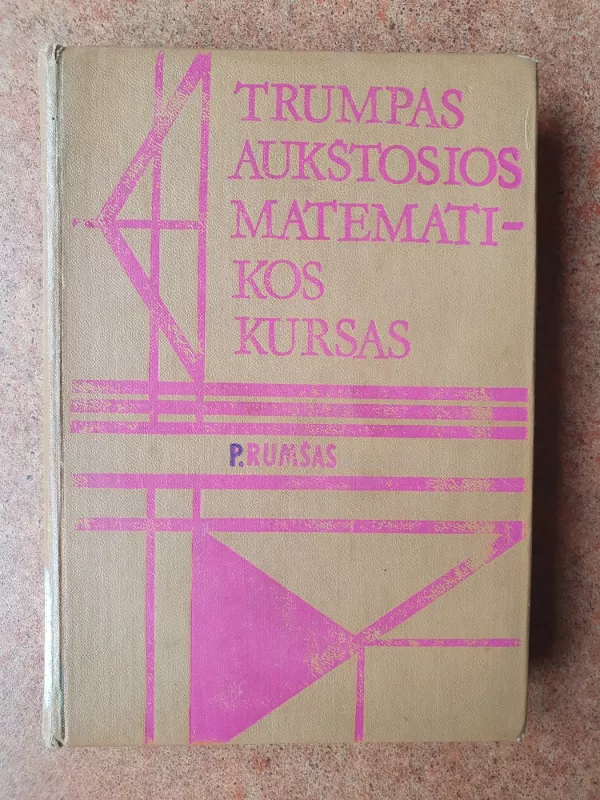 TRUMPAS
AUKŠTOSIOS
MATEMATI-
KOS
KURSAS
P.RUMŠAS